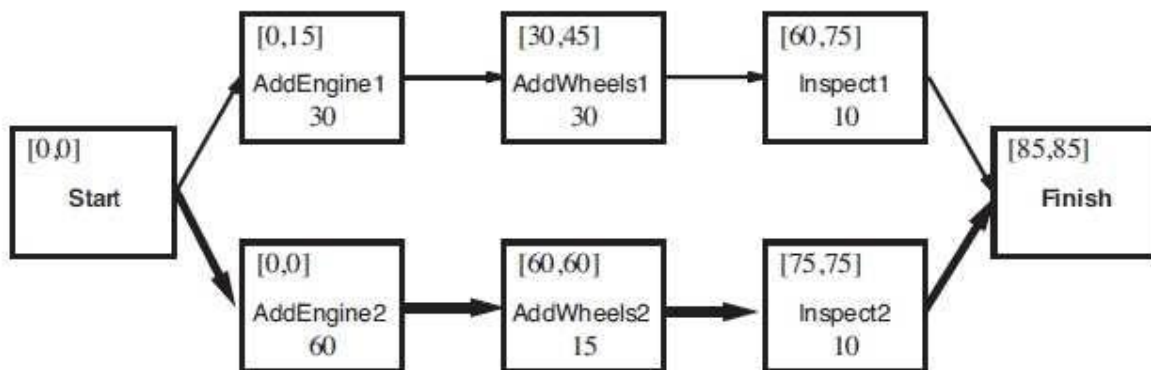 [0,15]
AddEngine1
30
[30,45]
AddWheels1
30
[60,75]
Inspect1
10
[0,0]
Start
[85,85]
Finish
[0,0]
AddEngine2
60
[60,60]
AddWheels2
15
[75,75]
Inspect2
10